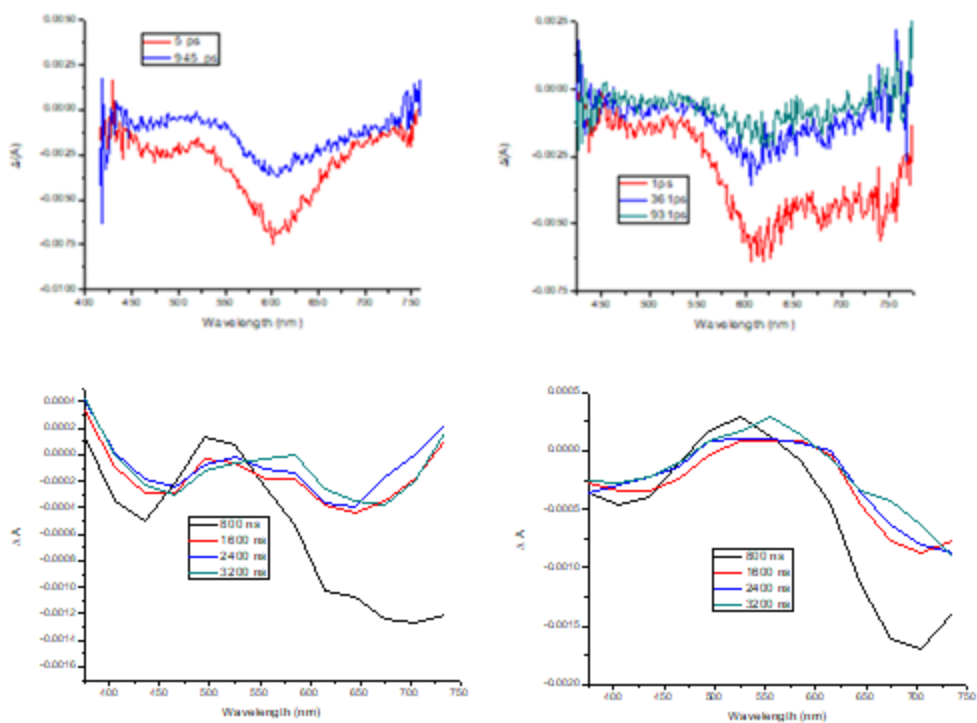 0.0050
0.0025
0.0000
-0.0025
-0.0050
-0.0075
-0.0100
Δ(A)
5 ps
945 ps
400 450 500 550 600 650 700 750
Wavelength (nm)
0.0025
0.0000
-0.0025
-0.0050
-0.0075
Δ(A)
1ps
361ps
931ps
450 500 550 600 650 700 750
Wavelength (nm)
0.0004
0.0002
0.0000
-0.0002
-0.0004
-0.0006
-0.0008
-0.0010
-0.0012
-0.0014
-0.0016
Δ A
800 ns
1600 ns
2400 ns
3200 ns
400 450 500 550 600 650 700 750
Wavelength (nm)
0.0005
0.0000
-0.0005
-0.0010
-0.0015
-0.0020
Δ A
800 ns
1600 ns
2400 ns
3200 ns
400 450 500 550 600 650 700 750
Wavelength (nm)